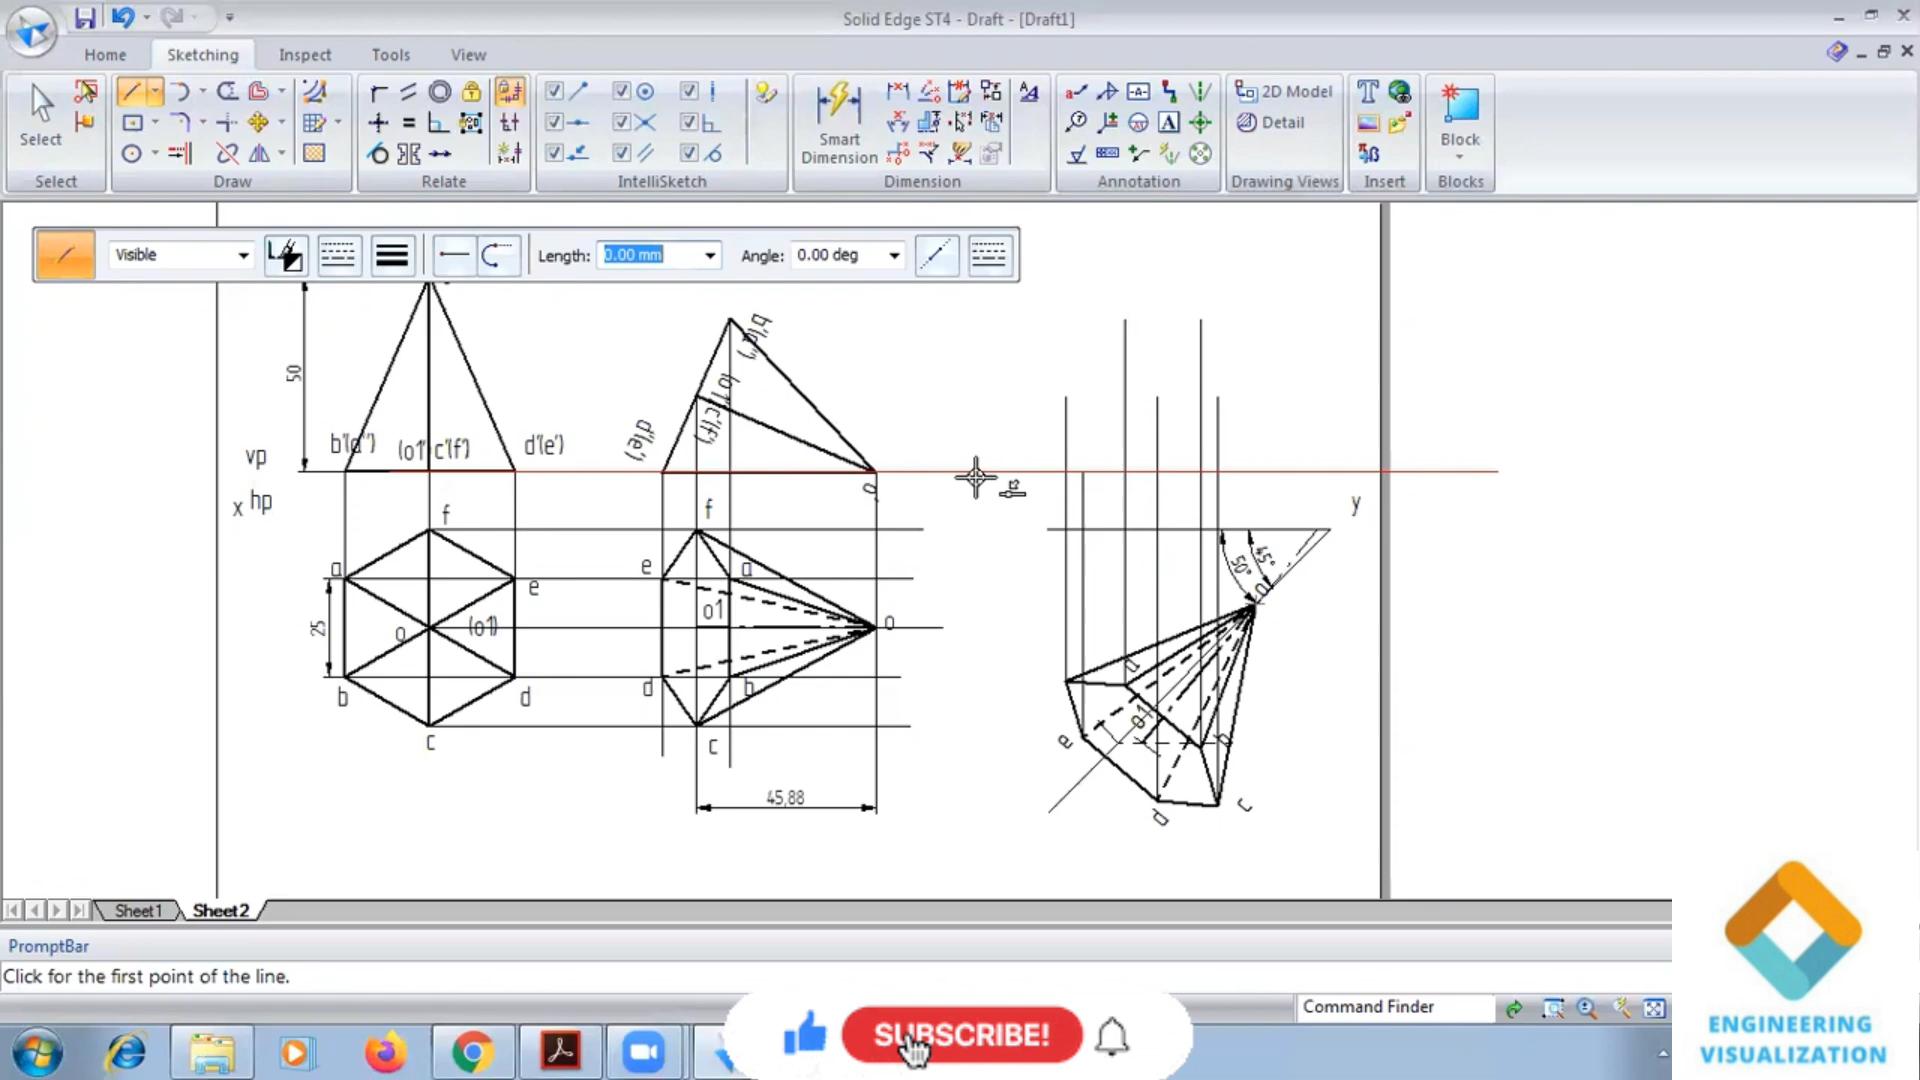 Solid Edge ST4 - Draft - [Draft1]
Home Sketching Inspect Tools View
Select
Smart Dimension
2D Model
Detail
Block
Select Draw Relate IntelliSketch Dimension Annotation Drawing Views Insert Blocks
Visible Length: 0.00 mm Angle: 0.00 deg
50
b'(a') (o1') c'(f') d'(e')
vp
x hp
b'(a')
(o1') c'(f')
d'(e')
o'
y
f
a
e
o (o1)
b d
c
25
f
e a
o1 o
d b
c
45,88
50° 45°
o
a
o1
b
e
d
c
Sheet1 Sheet2
PromptBar
Click for the first point of the line.
Command Finder
SUBSCRIBE!
ENGINEERING
VISUALIZATION